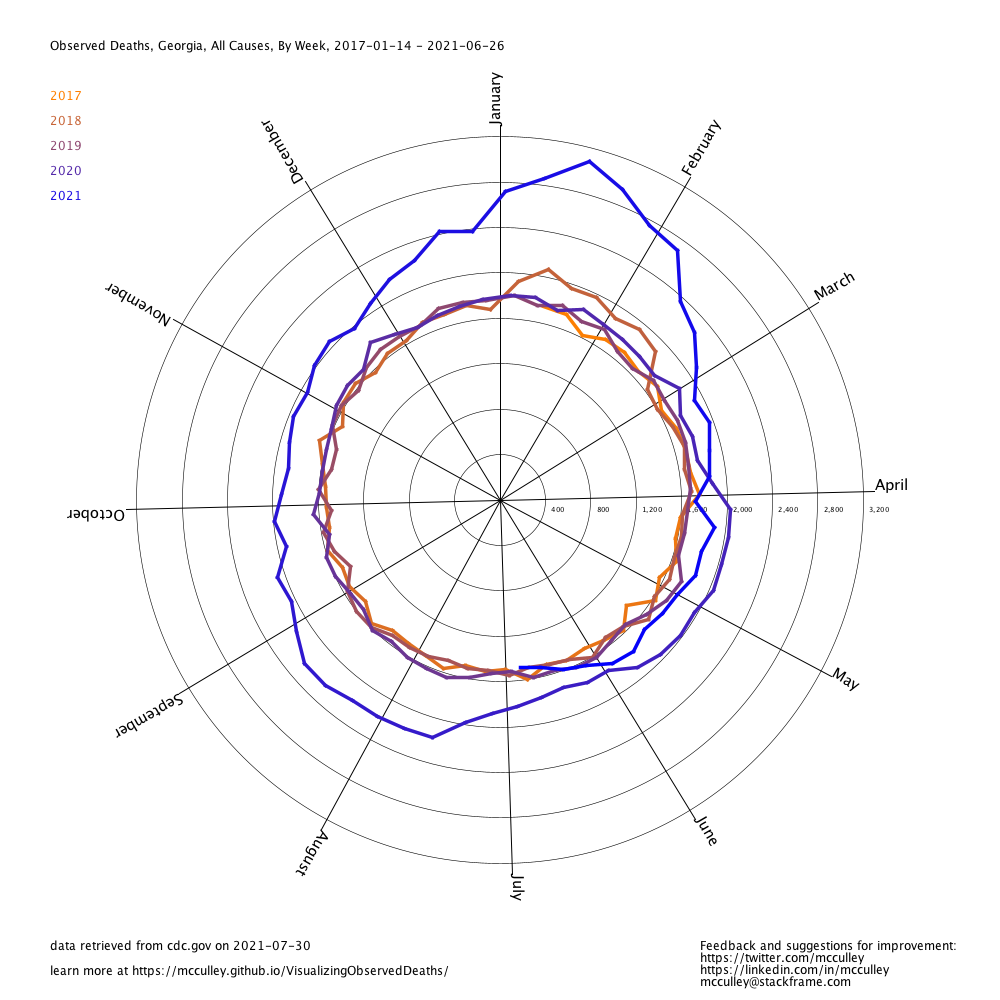 Observed Deaths, Georgia, All Causes, By Week, 2017-01-14 - 2021-06-26
2017
2018
2019
2020
2021
January
February
March
April
May
June
July
August
September
October
November
December
400
800
1,200
1,600
2,000
2,400
2,800
3,200
data retrieved from cdc.gov on 2021-07-30
learn more at https://mcculley.github.io/VisualizingObservedDeaths/
Feedback and suggestions for improvement:
https://twitter.com/mcculley
https://linkedin.com/in/mcculley
mcculley@stackframe.com